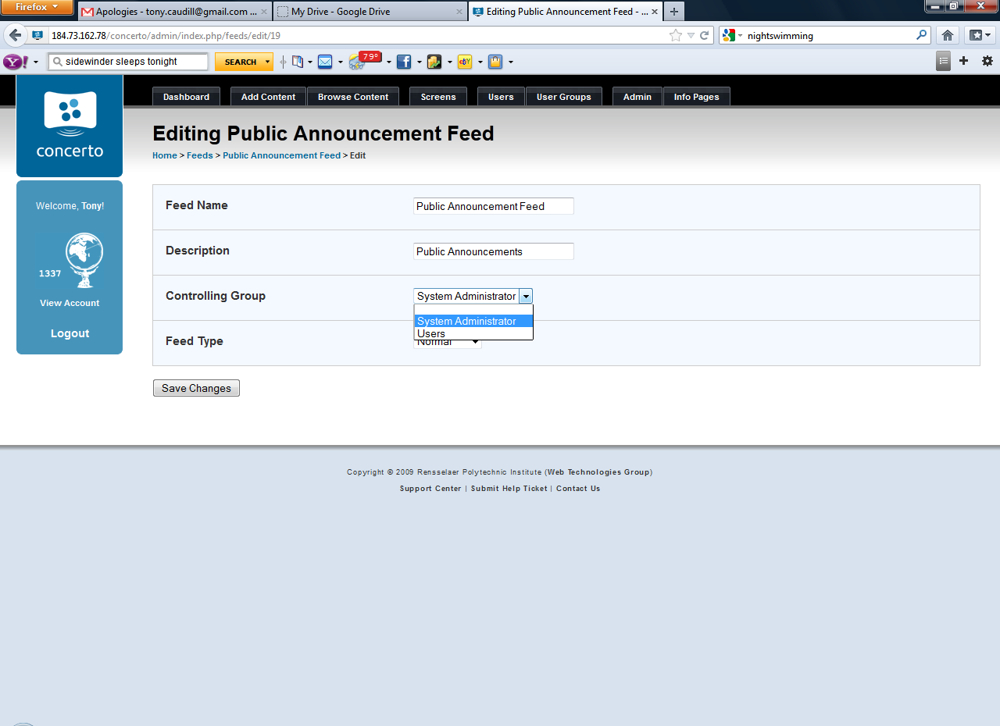 Firefox
Apologies - tony.caudill@gmail.com ...
My Drive - Google Drive
Editing Public Announcement Feed - ...
184.73.162.78/concerto/admin/index.php/feeds/edit/19
nightswimming
Y!
sidewinder sleeps tonight
SEARCH
79°
Dashboard
Add Content
Browse Content
Screens
Users
User Groups
Admin
Info Pages
concerto
Editing Public Announcement Feed
Home > Feeds > Public Announcement Feed > Edit
Welcome, Tony!
1337
View Account
Logout
Feed Name
Public Announcement Feed
Description
Public Announcements
Controlling Group
System Administrator
System Administrator
Users
Feed Type
Normal
Save Changes
Copyright © 2009 Rensselaer Polytechnic Institute (Web Technologies Group)
Support Center | Submit Help Ticket | Contact Us